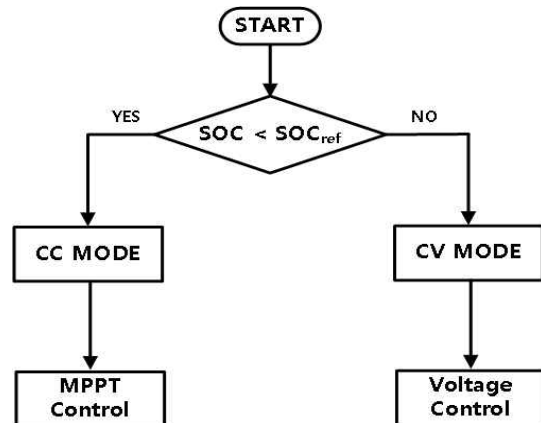 START
YES
SOC < SOCref
NO
CC MODE
CV MODE
MPPT
Control
Voltage
Control